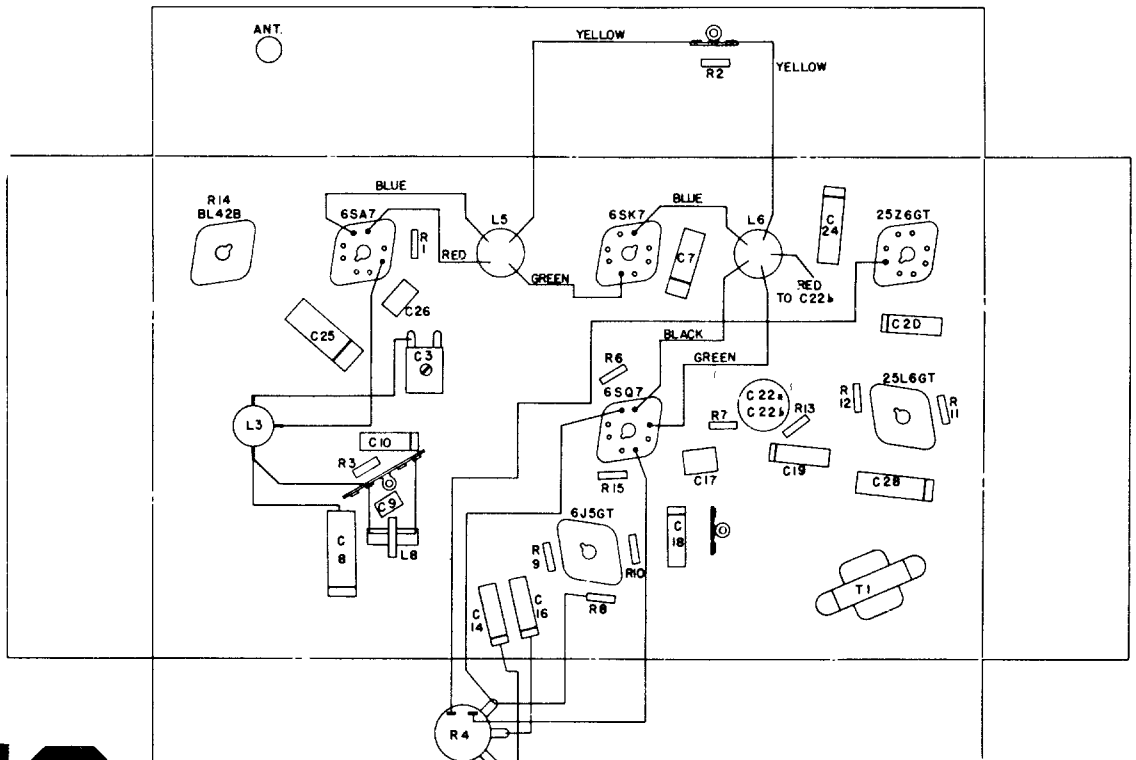 ANT.
YELLOW
R2
YELLOW
R14
BL42B
BLUE
6SA7
R
1
RED
L5
GREEN
6SK7
BLUE
C7
L6
C
24
25Z6GT
RED
TO C22b
C25
C26
C3
C2D
BLACK
GREEN
R6
6SQ7
R7
C22a
C22b
R13
25L6GT
R
12
R
11
L3
C10
R3
C9
L8
C
8
R15
C17
C19
C28
6J5GT
R
9
R10
C
18
R8
C
14
C
16
T1
R4